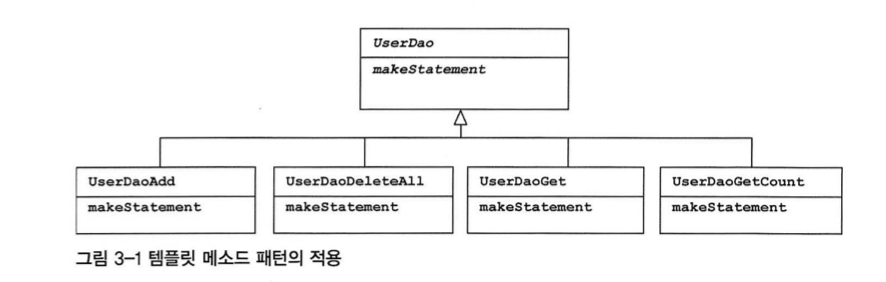 UserDao
makeStatement
UserDaoAdd
makeStatement
UserDaoDeleteAll
makeStatement
UserDaoGet
makeStatement
UserDaoGetCount
makeStatement
그림 3-1 템플릿 메소드 패턴의 적용